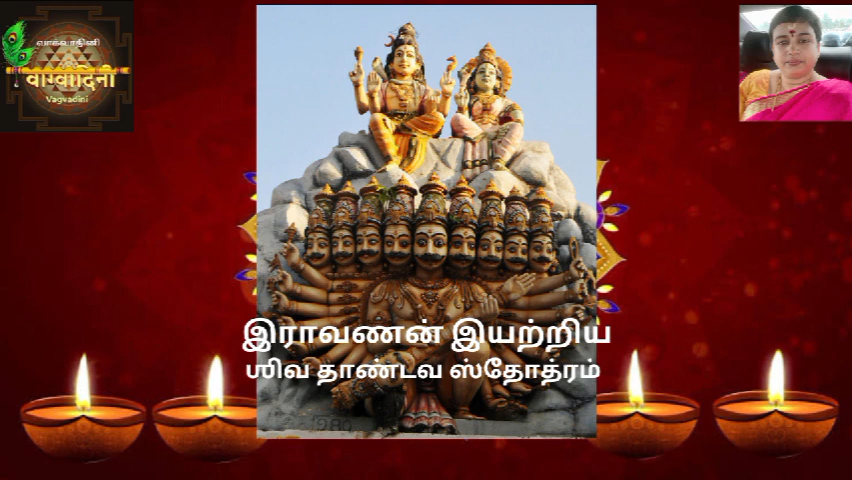 வாக்வாதினி
वाग्वादिनी
Vagvadini
இராவணன் இயற்றிய
ஶிவ தாண்டவ ஸ்தோத்ரம்